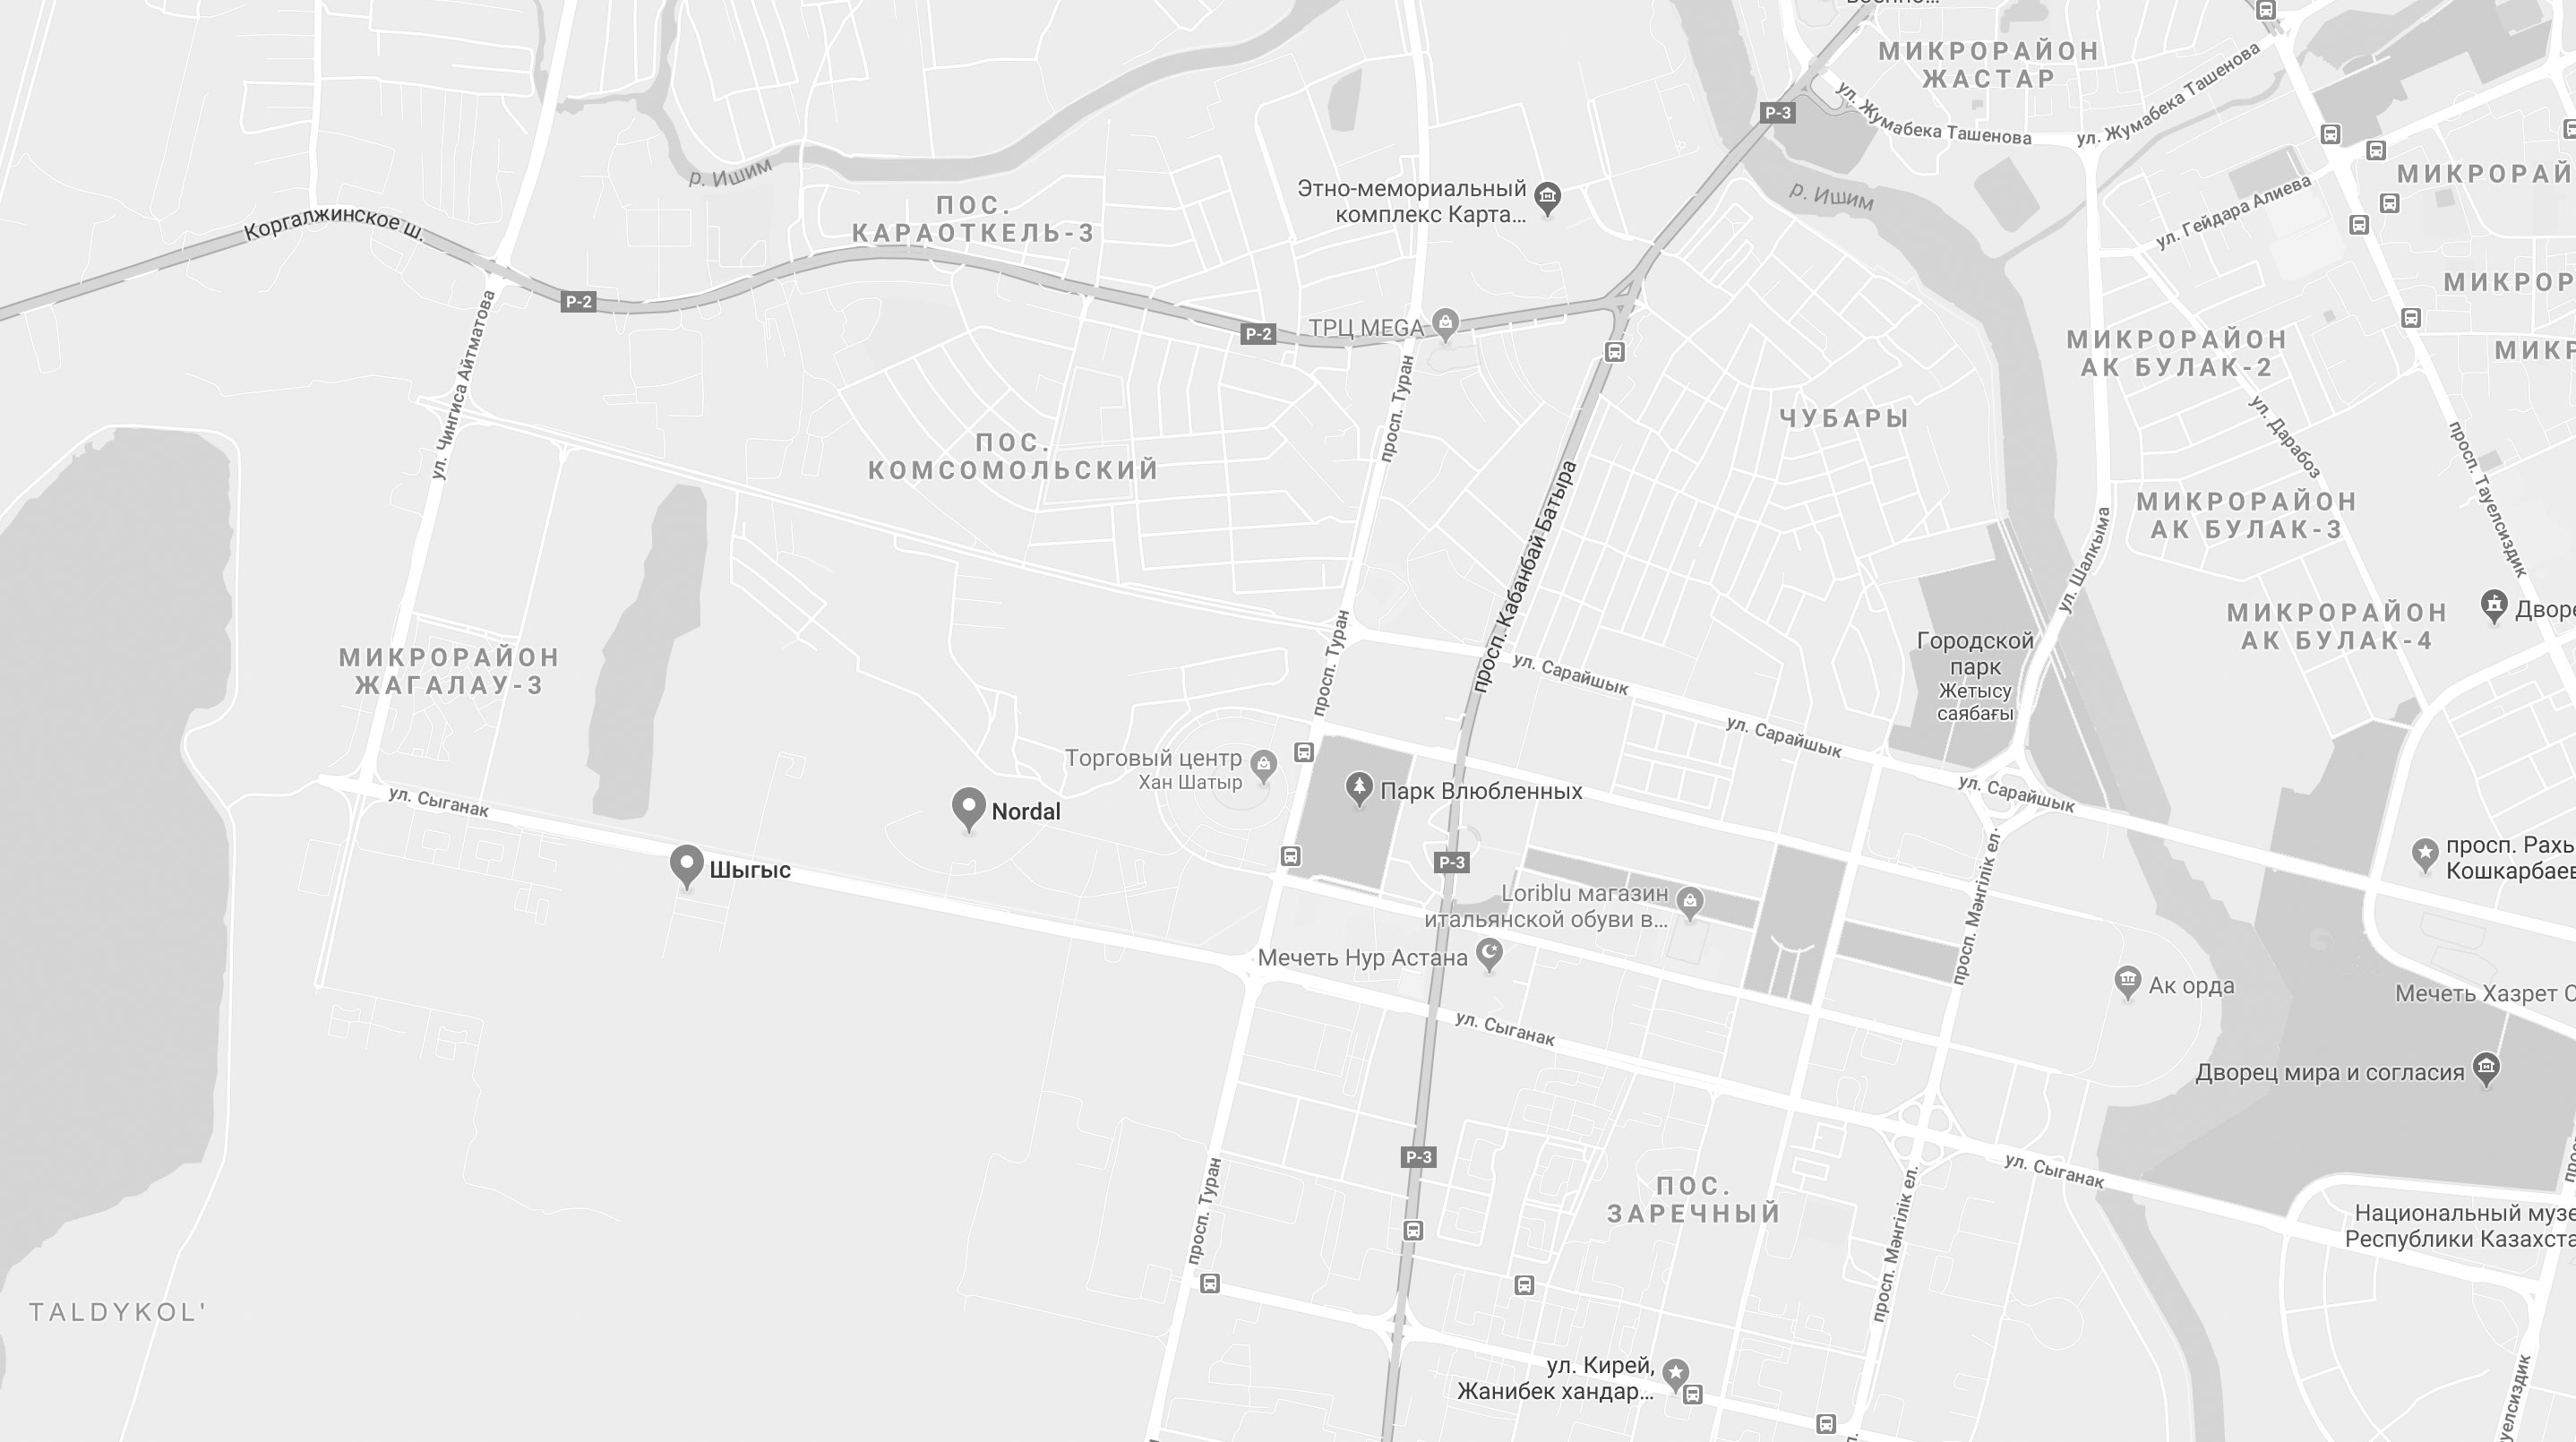 МИКРОРАЙОН
ЖАСТАР
Р-3
ул. Жумабека Ташенова
ул. Жумабека Ташенова
МИКРОРАЙ
ул. Гейдара Алиева
р. Ишим
р. Ишим
Этно-мемориальный
комплекс Карта...
ПОС.
КАРАОТКЕЛЬ-3
Коргалжинское ш.
Р-2
Р-2
ТРЦ MEGA
МИКРОР
МИКР
МИКРОРАЙОН
АК БУЛАК-2
ул. Чингиса Айтматова
просп. Туран
ЧУБАРЫ
ул. Дарабоз
просп. Тауелсиздик
ПОС.
КОМСОМОЛЬСКИЙ
просп. Кабанбай Батыра
МИКРОРАЙОН
АК БУЛАК-3
ул. Шалкыма
Двор
МИКРОРАЙОН
АК БУЛАК-4
Городской
парк
Жетысу
саябағы
МИКРОРАЙОН
ЖАГАЛАУ-3
просп. Туран
ул. Сарайшык
ул. Сарайшык
ул. Сарайшык
Торговый центр
Хан Шатыр
Парк Влюбленных
ул. Сыганак
Nordal
Шыгыс
Р-3
просп. Рахь
Кошкарбаев
Loriblu магазин
итальянской обуви в...
просп. Мәңгілік ел.
Мечеть Нур Астана
Ак орда
Мечеть Хазрет С
ул. Сыганак
Дворец мира и согласия
Р-3
ПОС.
ЗАРЕЧНЫЙ
ул. Сыганак
просп. Туран
просп. Мәңгілік ел.
Национальный музе
Республики Казахста
TALDYKOL'
ул. Кирей,
Жанибек хандар...
уелсиздик